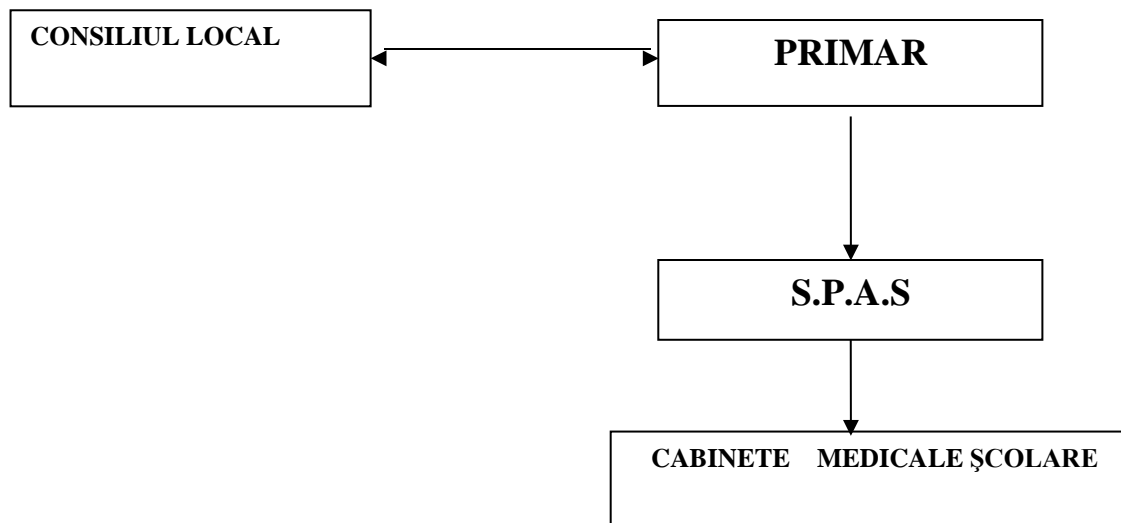 CONSILIUL LOCAL
PRIMAR
S.P.A.S
CABINETE MEDICALE ŞCOLARE